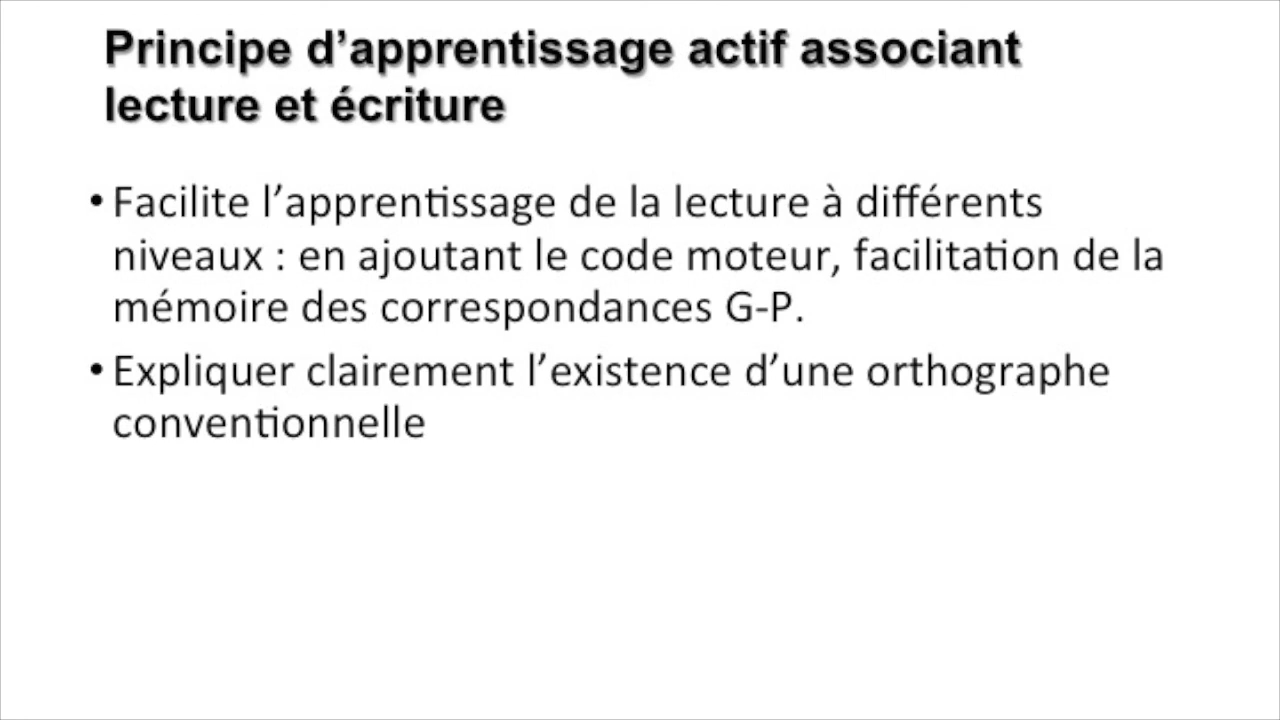 Principe d’apprentissage actif associant
lecture et écriture
• Facilite l’apprentissage de la lecture à différents
niveaux : en ajoutant le code moteur, facilitation de la
mémoire des correspondances G-P.
• Expliquer clairement l’existence d’une orthographe
conventionnelle